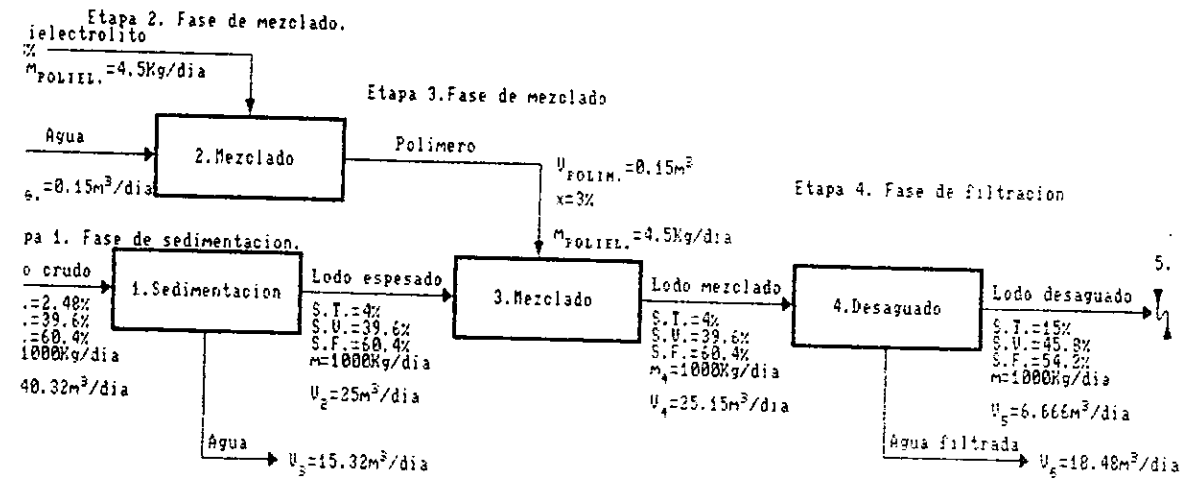 Etapa 2. Fase de mezclado.
ielectrolito
%
M POLIEL.=4.5Kg/dia
Etapa 3.Fase de mezclado
Agua
2.Mezclado
Polimero
V POLIM.=0.15m³
x=3%
=0.15m³/dia
Etapa 4. Fase de filtracion
M POLIEL.=4.5Kg/dia
pa 1. Fase de sedimentacion.
5.
o crudo
1.Sedimentacion
Lodo espesado
3.Mezclado
Lodo mezclado
4.Desaguado
Lodo desaguado
.=2.48%
.=39.6%
.=60.4%
1000Kg/dia
40.32m³/dia
S.T.=4%
S.V.=39.6%
S.F.=60.4%
m=1000Kg/dia
V₂=25m³/dia
S.T.=4%
S.V.=39.6%
S.F.=60.4%
m₄=1000Kg/dia
V₄=25.15m³/dia
S.T.=15%
S.V.=45.8%
S.F.=54.2%
m=1000Kg/dia
V₅=6.666m³/dia
Agua
V₃=15.32m³/dia
Agua filtrada
V₆=18.48m³/dia